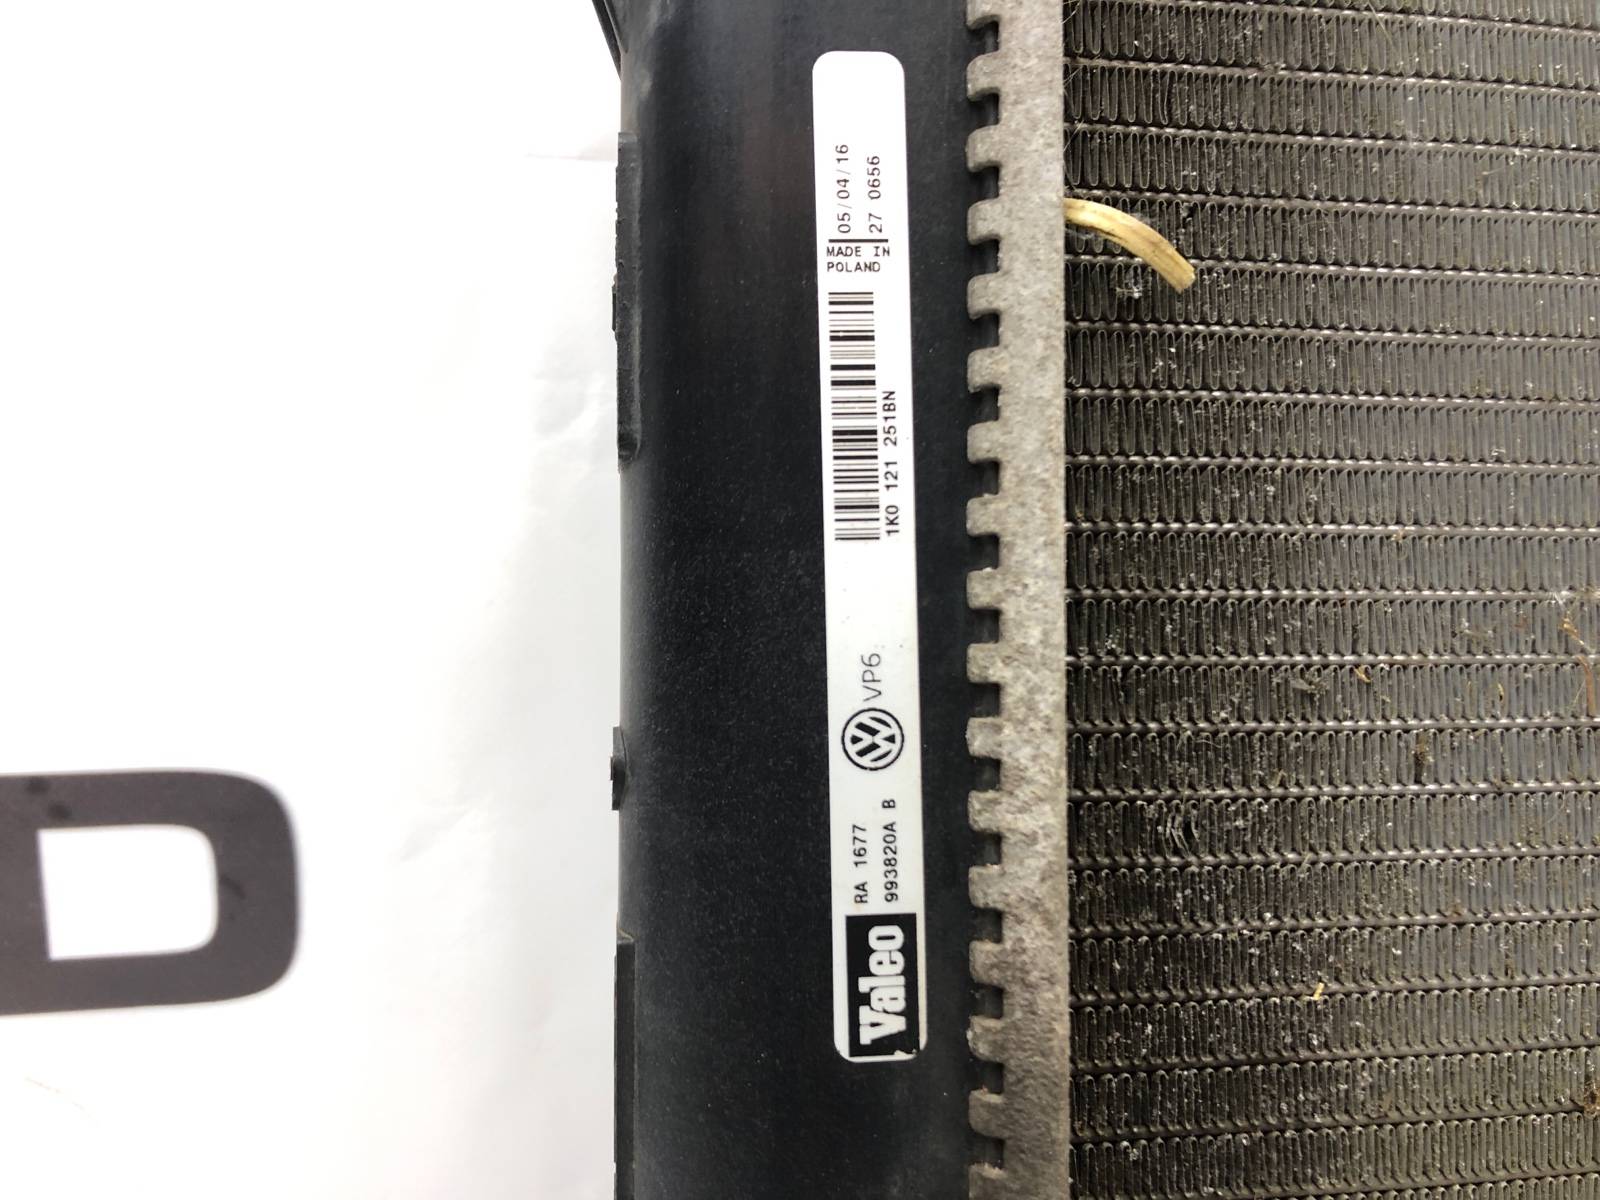 Valeo
RA 1677
993820A B
VP6
1K0 121 251BN
MADE IN
POLAND
05/04/16
27 0656
D